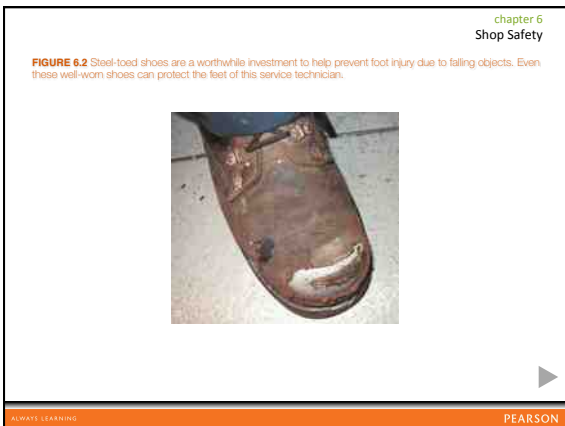 chapter 6
Shop Safety
FIGURE 6.2 Steel-toed shoes are a worthwhile investment to help prevent foot injury due to falling objects. Even
these well-worn shoes can protect the feet of this service technician.
ALWAYS LEARNING
PEARSON